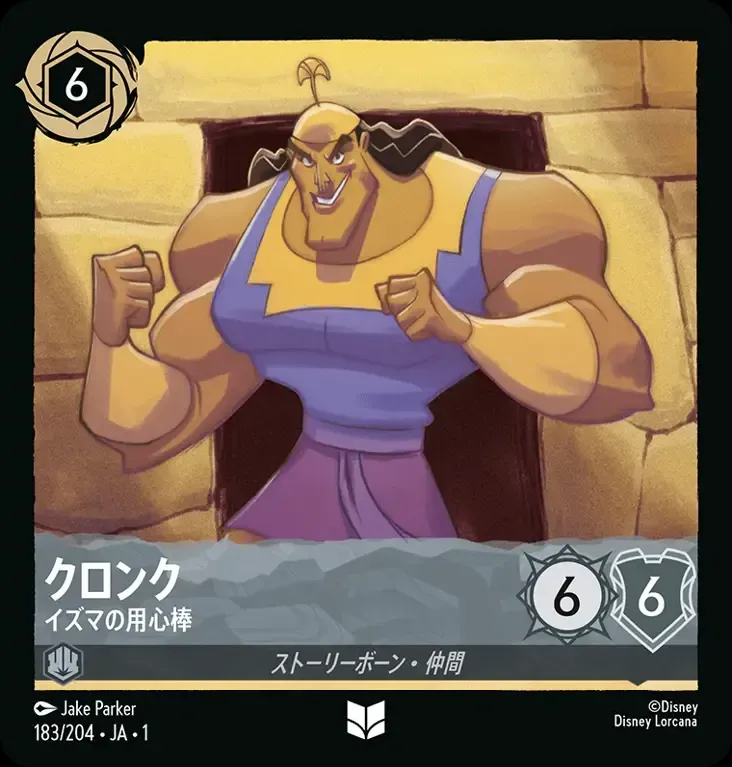 6
クロンク
イズマの用心棒
6 6
ストーリーボーン・仲間
Jake Parker
183/204 • JA • 1
©Disney
Disney Lorcana